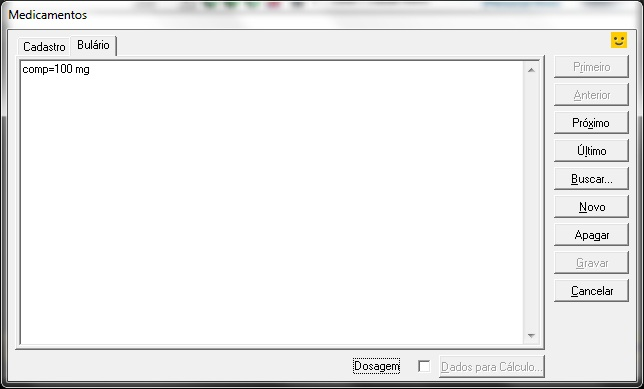 Medicamentos
Cadastro
Bulário
comp=100 mg
Primeiro
Anterior
Próximo
Último
Buscar...
Novo
Apagar
Gravar
Cancelar
Dosagem
Dados para Cálculo...